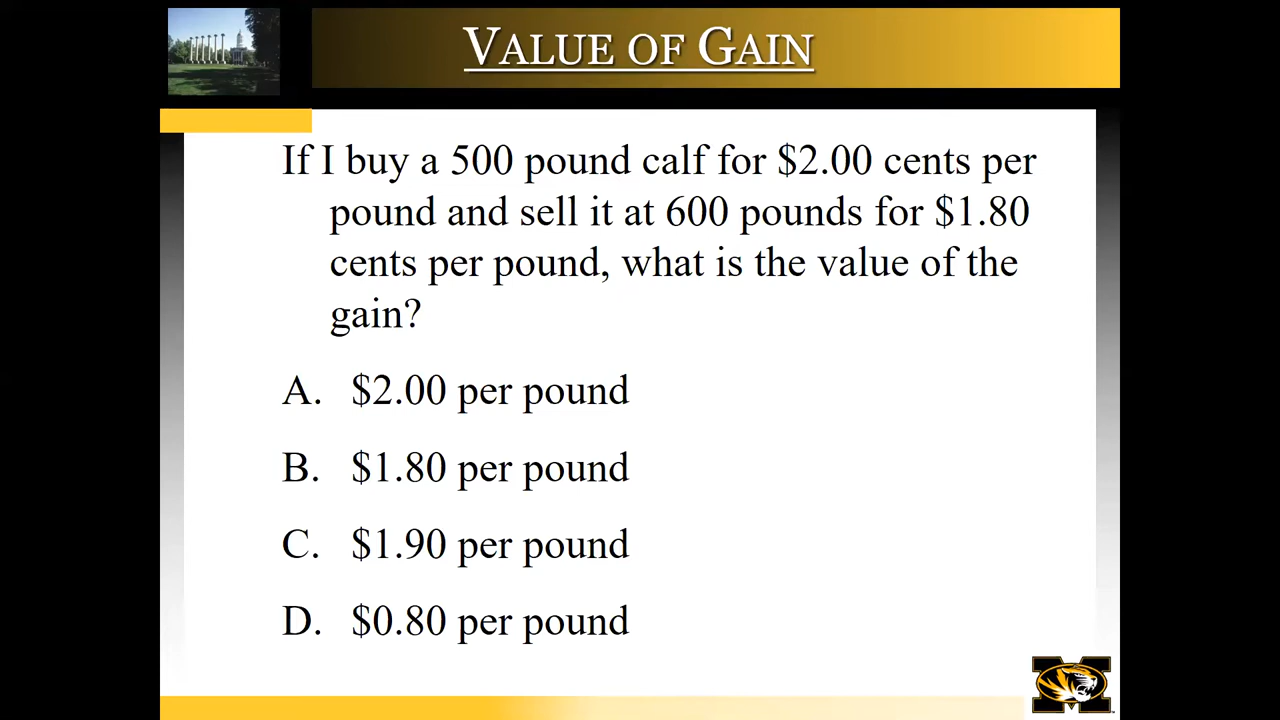 VALUE OF GAIN
If I buy a 500 pound calf for $2.00 cents per
pound and sell it at 600 pounds for $1.80
cents per pound, what is the value of the
gain?
A. $2.00 per pound
B. $1.80 per pound
C. $1.90 per pound
D. $0.80 per pound